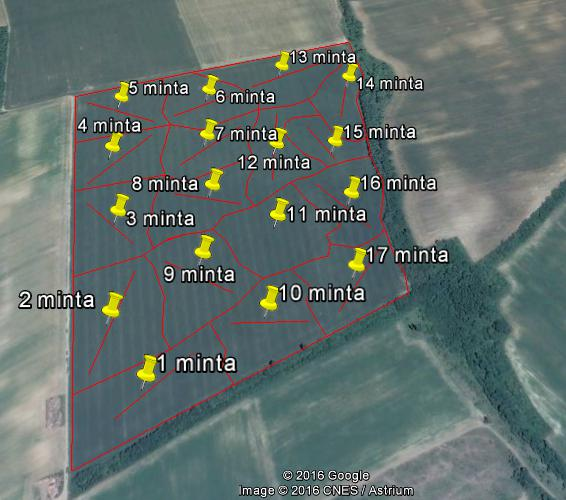 13 minta
14 minta
5 minta
6 minta
4 minta
7 minta
15 minta
12 minta
8 minta
16 minta
3 minta
11 minta
17 minta
9 minta
2 minta
10 minta
1 minta
© 2016 Google
Image © 2016 CNES / Astrium